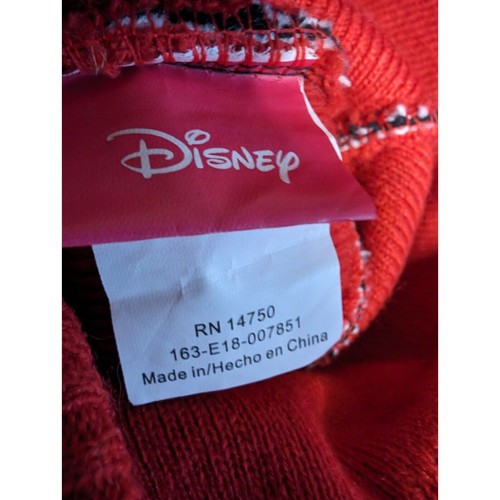 Disney
RN 14750
163-E18-007851
Made in/Hecho en China